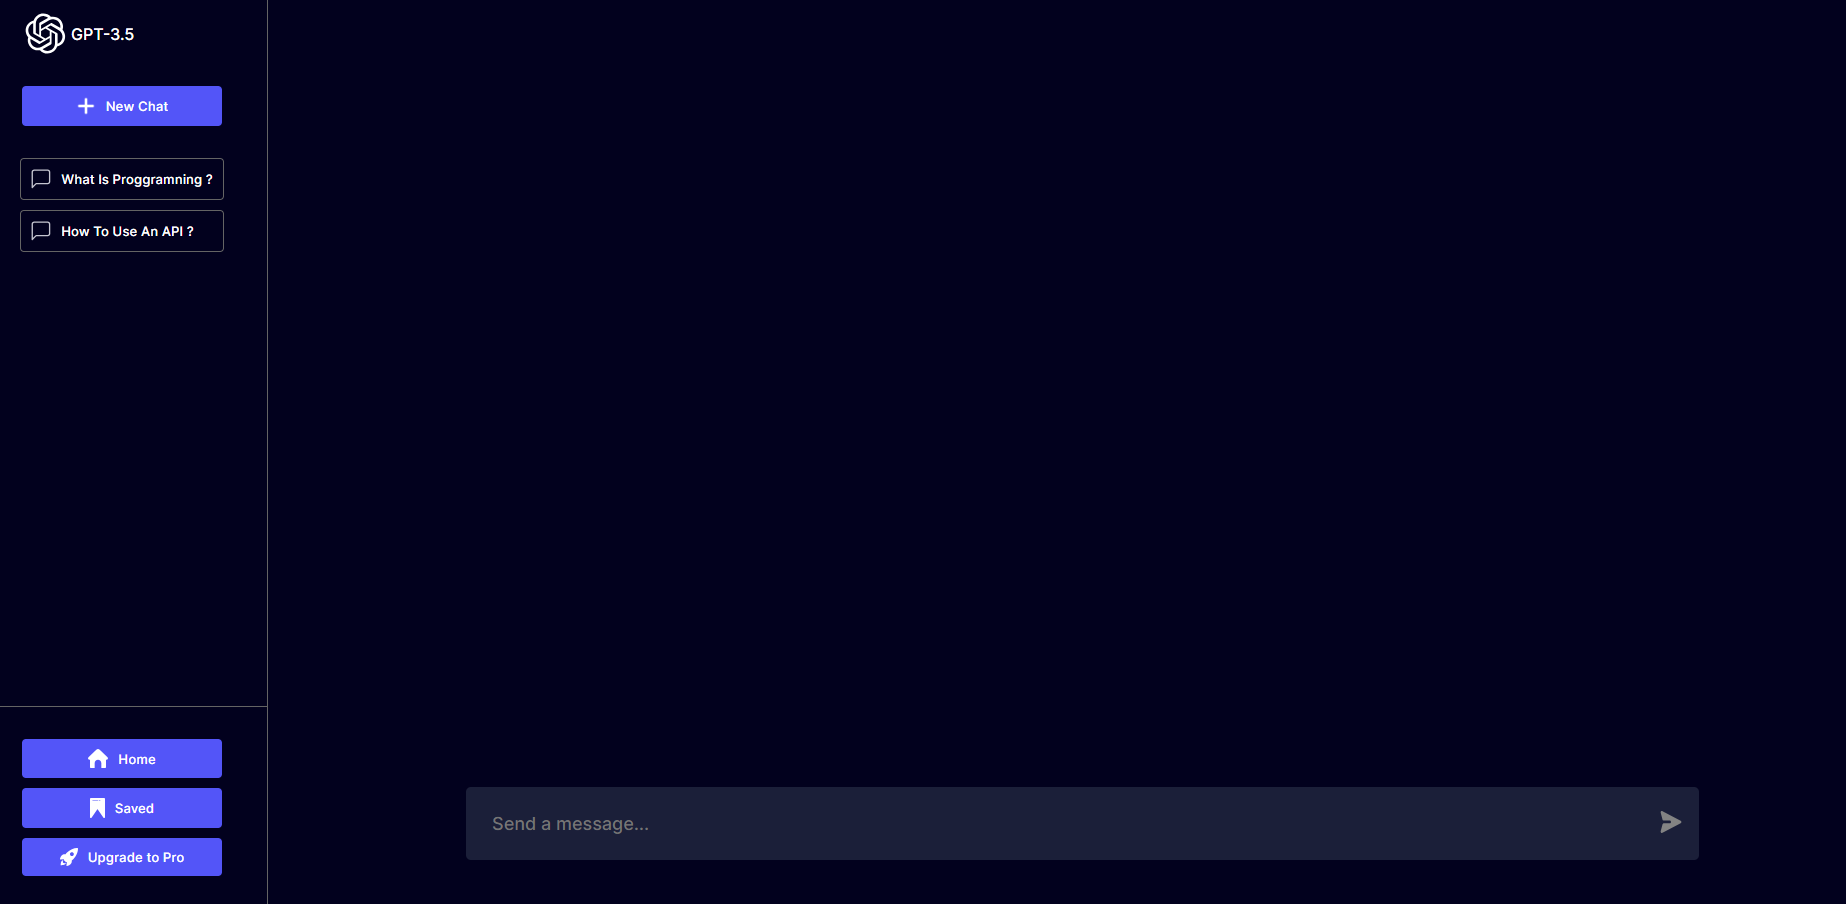 GPT-3.5
New Chat
What Is Proggramning ?
How To Use An API ?
Home
Saved
Upgrade to Pro
Send a message...